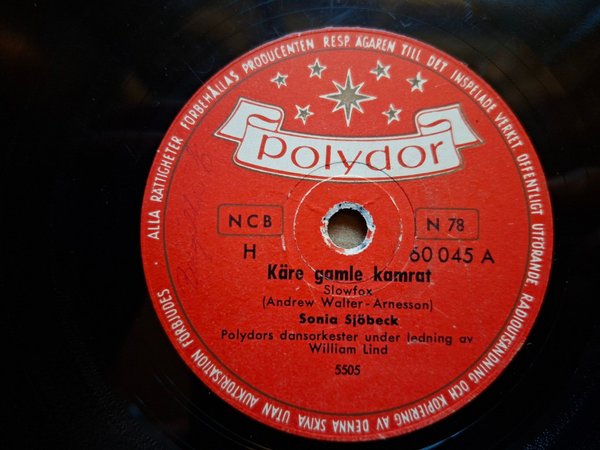 ALLA RÄTTIGHETER FÖRBEHÅLLAS PRODUCENTEN RESP. ÄGAREN TILL DET INSPELADE VERKET. OFFENTLIGT UTFÖRANDE, RADIOUTSÄNDNING OCH KOPIERING AV DENNA SKIVA UTAN AUKTORISATION FÖRBJUDES •
polydor
NCB
N 78
H
60 045 A
Käre gamle kamrat
Slowfox
(Andrew Walter-Arnesson)
Sonia Sjöbeck
Polydors dansorkester under ledning av
William Lind
5505